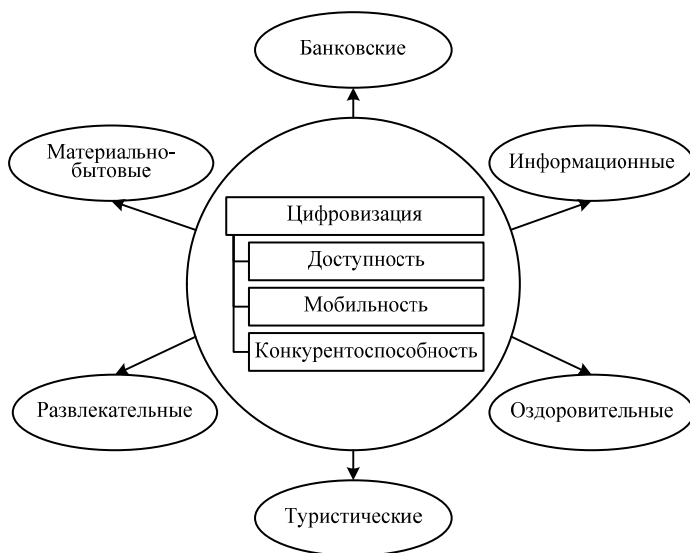 Банковские
Материально-
бытовые
Информационные
Цифровизация
Доступность
Мобильность
Конкурентоспособность
Развлекательные
Оздоровительные
Туристические